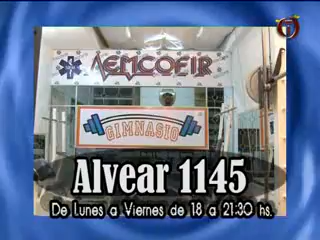 AEMCOFIR
GIMNASIO
Alvear 1145
De Lunes a Viernes de 18 a 21:30 hs.